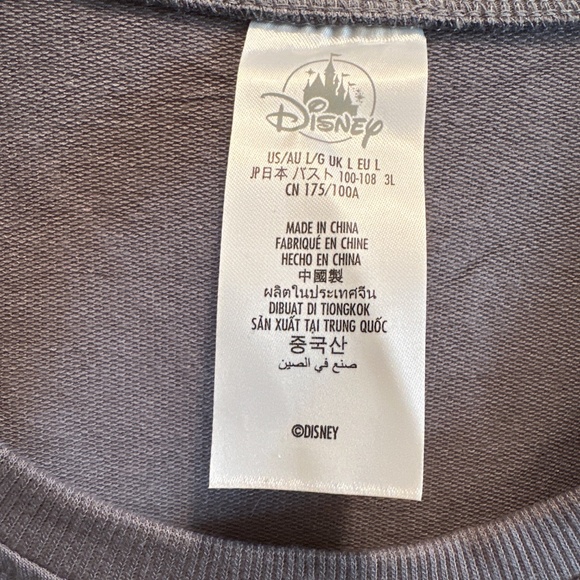 Disney
US/AU L/G UK L EU L
JP日本 バスト 100-108 3L
CN 175/100A
MADE IN CHINA
FABRIQUÉ EN CHINE
HECHO EN CHINA
中國製
ผลิตในประเทศจีน
DIBUAT DI TIONGKOK
SẢN XUẤT TẠI TRUNG QUỐC
중국산
صنع في الصين
©DISNEY